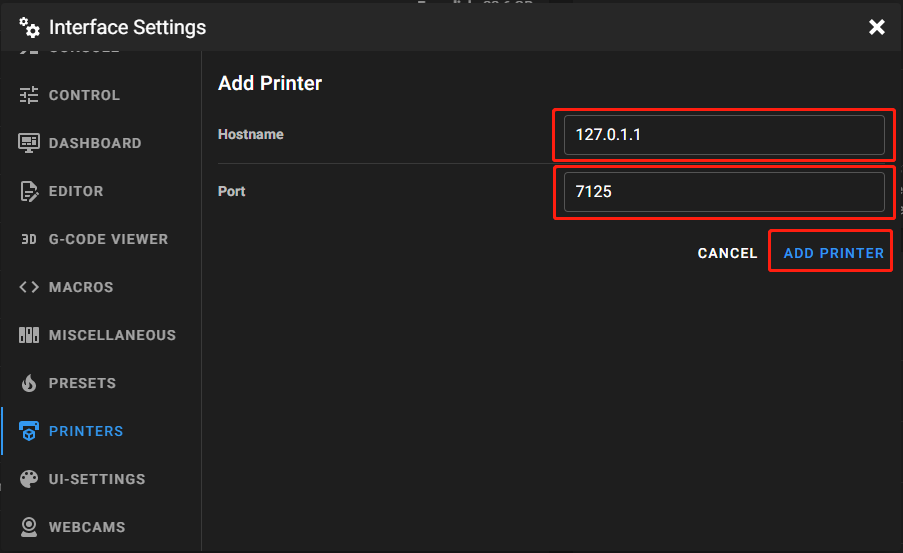 Interface Settings
CONSOLE
CONTROL
DASHBOARD
EDITOR
3D G-CODE VIEWER
MACROS
MISCELLANEOUS
PRESETS
PRINTERS
UI-SETTINGS
WEBCAMS
Add Printer
Hostname
127.0.1.1
Port
7125
CANCEL
ADD PRINTER